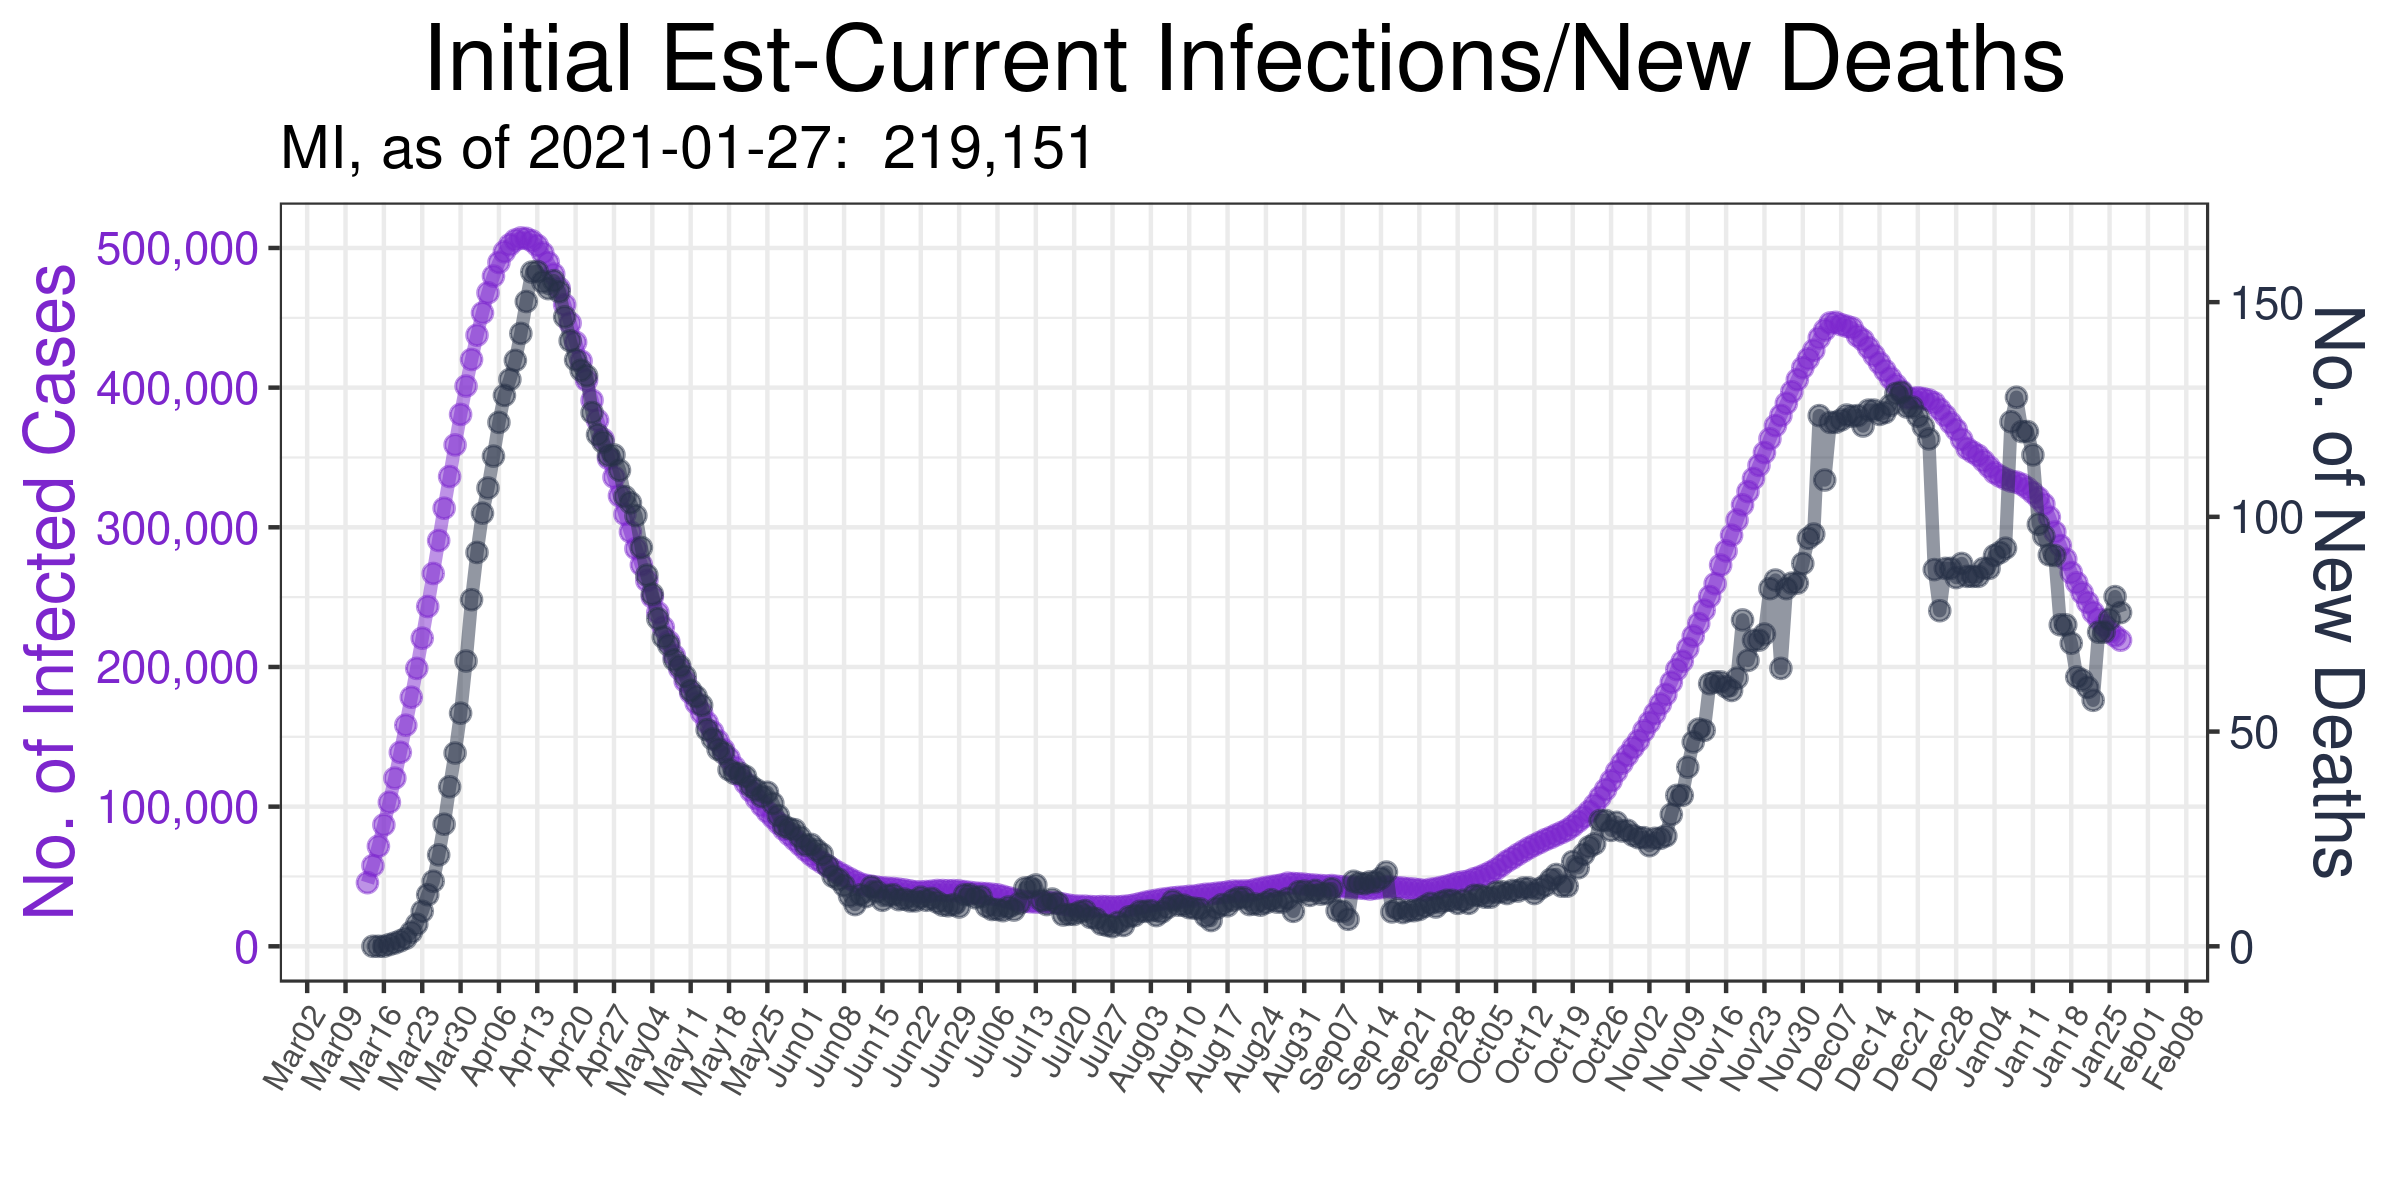 Initial Est-Current Infections/New Deaths
MI, as of 2021-01-27:  219,151
No. of Infected Cases
500,000
400,000
300,000
200,000
100,000
0
150
100
50
0
No. of New Deaths
Mar02
Mar09
Mar16
Mar23
Mar30
Apr06
Apr13
Apr20
Apr27
May04
May11
May18
May25
Jun01
Jun08
Jun15
Jun22
Jun29
Jul06
Jul13
Jul20
Jul27
Aug03
Aug10
Aug17
Aug24
Aug31
Sep07
Sep14
Sep21
Sep28
Oct05
Oct12
Oct19
Oct26
Nov02
Nov09
Nov16
Nov23
Nov30
Dec07
Dec14
Dec21
Dec28
Jan04
Jan11
Jan18
Jan25
Feb01
Feb08